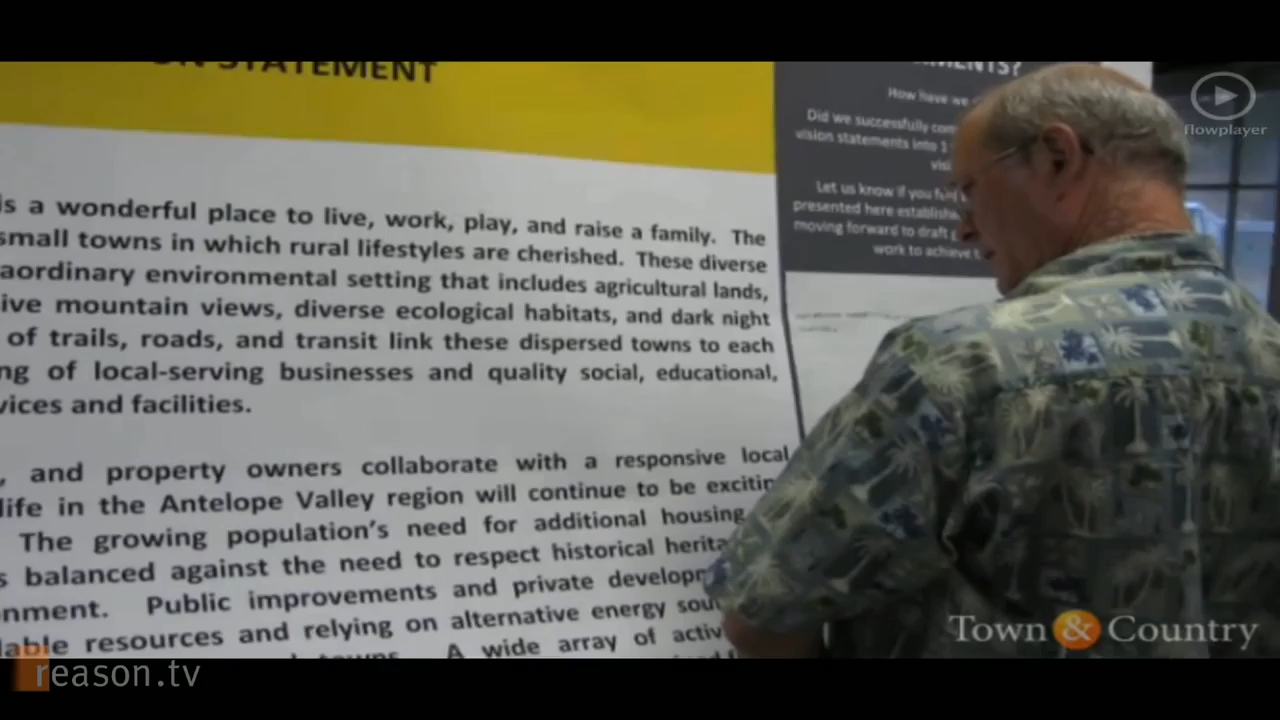 ON STATEMENT
is a wonderful place to live, work, play, and raise a family. The
small towns in which rural lifestyles are cherished. These diverse
aordinary environmental setting that includes agricultural lands,
ive mountain views, diverse ecological habitats, and dark night
of trails, roads, and transit link these dispersed towns to each
ng of local-serving businesses and quality social, educational,
vices and facilities.
, and property owners collaborate with a responsive local
life in the Antelope Valley region will continue to be excitin
The growing population's need for additional housing
s balanced against the need to respect historical herita
onment. Public improvements and private developm
lable resources and relying on alternative energy sou
towns. A wide array of activ
MENTS?
How have we
Did we successfully com
vision statements into 1
visi
Let us know if you
presented here establish
moving forward to draft
work to achieve t
flowplayer
Town & Country
reason.tv